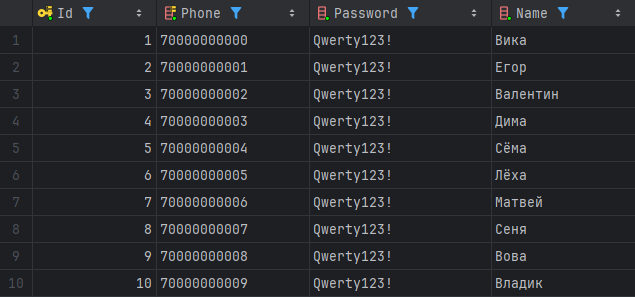 Id Phone Password Name
1 1 70000000000 Qwerty123! Вика
2 2 70000000001 Qwerty123! Егор
3 3 70000000002 Qwerty123! Валентин
4 4 70000000003 Qwerty123! Дима
5 5 70000000004 Qwerty123! Сёма
6 6 70000000005 Qwerty123! Лёха
7 7 70000000006 Qwerty123! Матвей
8 8 70000000007 Qwerty123! Сеня
9 9 70000000008 Qwerty123! Вова
10 10 70000000009 Qwerty123! Владик